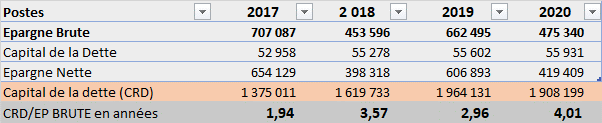 Postes 2017 2 018 2019 2020
Epargne Brute 707 087 453 596 662 495 475 340
Capital de la Dette 52 958 55 278 55 602 55 931
Epargne Nette 654 129 398 318 606 893 419 409
Capital de la dette (CRD) 1 375 011 1 619 733 1 964 131 1 908 199
CRD/EP BRUTE en années 1,94 3,57 2,96 4,01